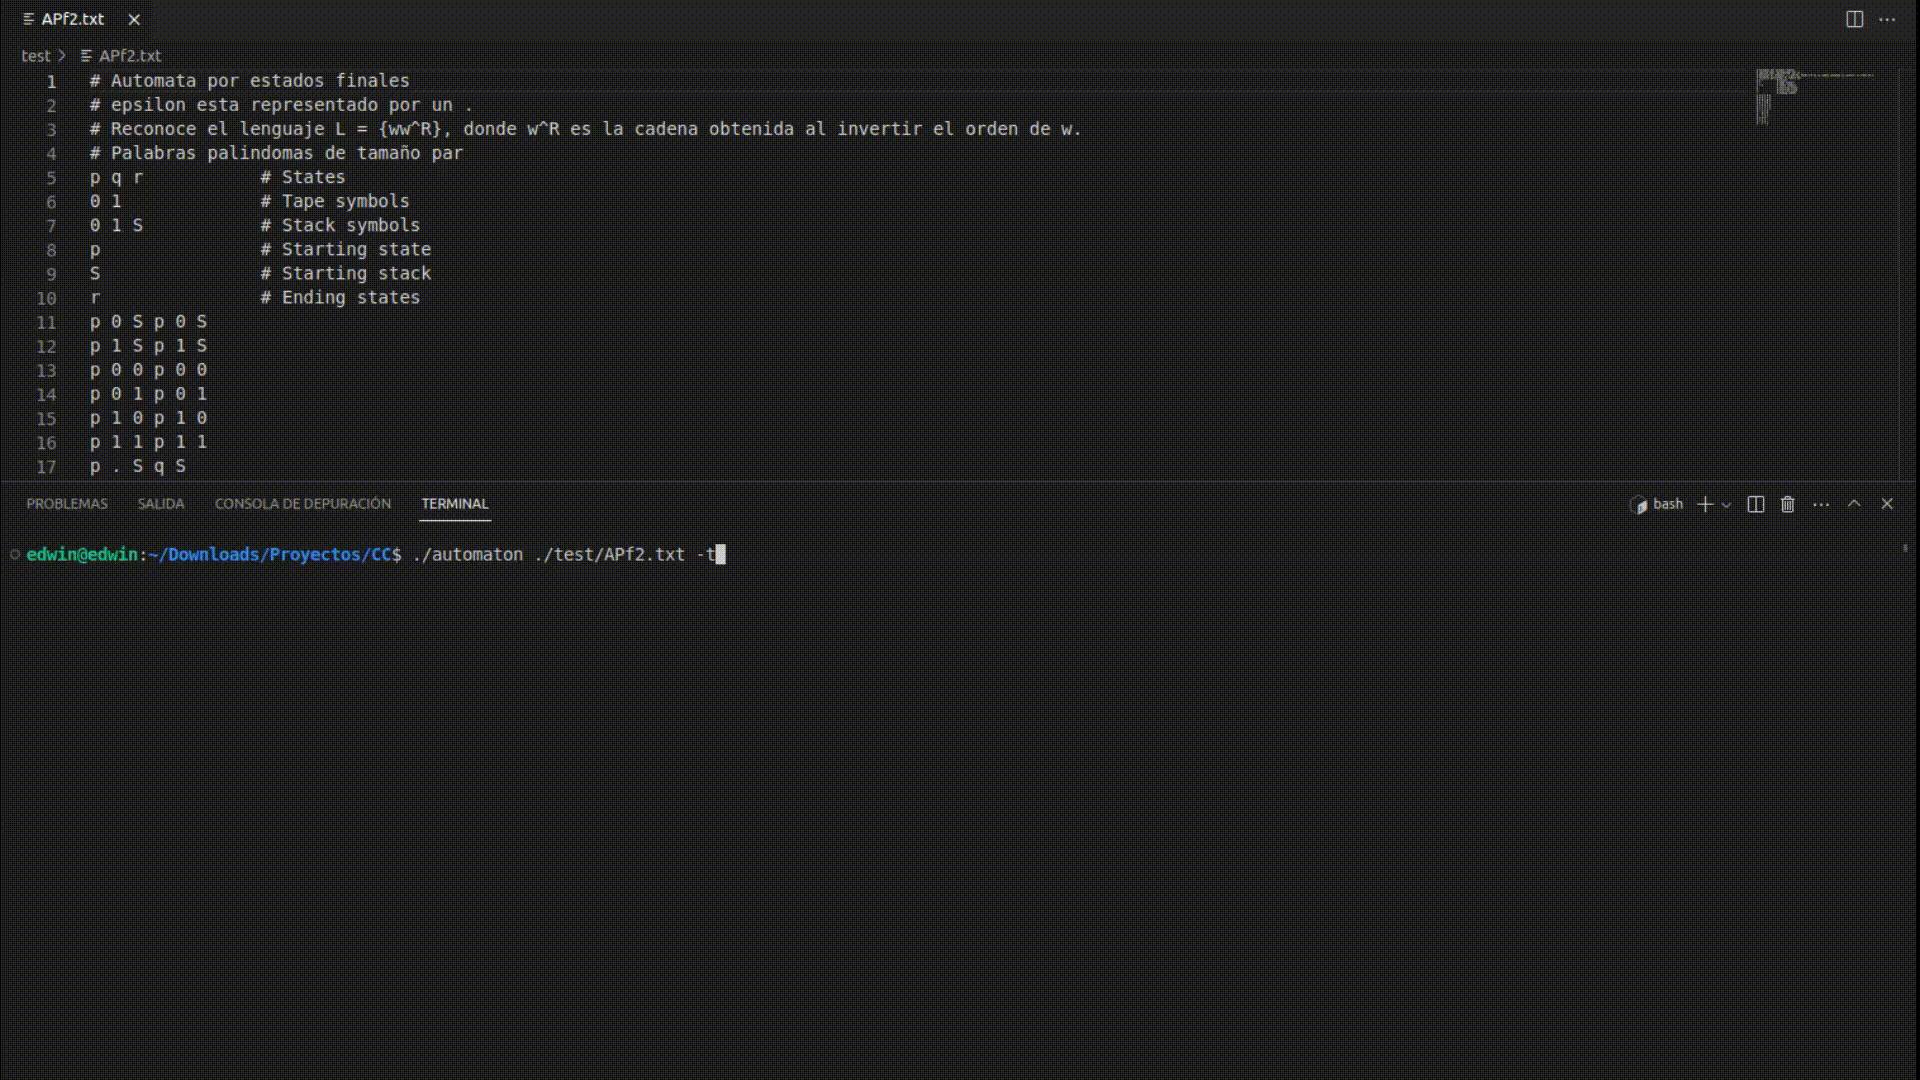 APf2.txt
test > APf2.txt
1 # Automata por estados finales
2 # epsilon esta representado por un .
3 # Reconoce el lenguaje L = {ww^R}, donde w^R es la cadena obtenida al invertir el orden de w.
4 # Palabras palindomas de tamaño par
5 p q r # States
6 0 1 # Tape symbols
7 0 1 S # Stack symbols
8 p # Starting state
9 S # Starting stack
10 r # Ending states
11 p 0 S p 0 S
12 p 1 S p 1 S
13 p 0 0 p 0 0
14 p 0 1 p 0 1
15 p 1 0 p 1 0
16 p 1 1 p 1 1
17 p . S q S
PROBLEMAS SALIDA CONSOLA DE DEPURACIÓN TERMINAL bash
edwin@edwin:~/Downloads/Proyectos/CC$ ./automaton ./test/APf2.txt -t